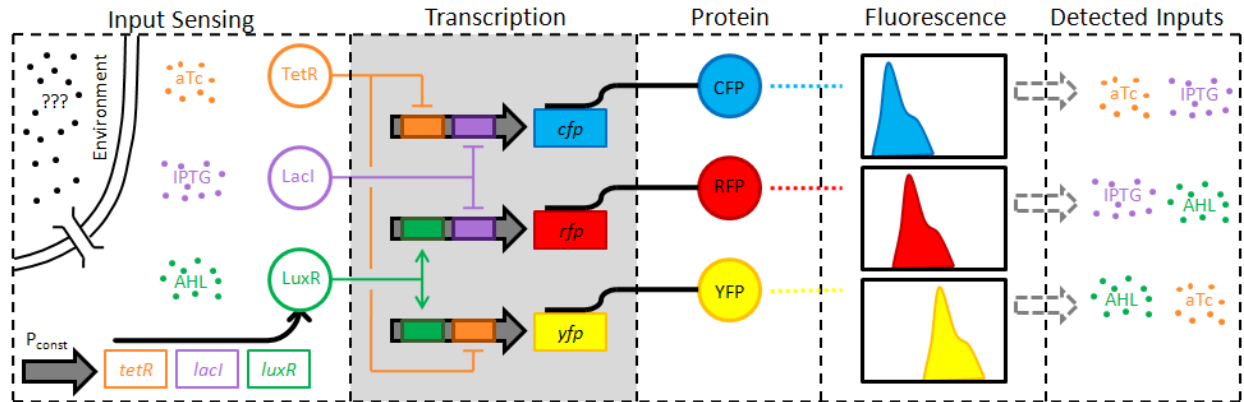 Input Sensing
Transcription
Protein
Fluorescence
Detected Inputs
???
Environment
aTc
TetR
cfp
CFP
aTc
IPTG
IPTG
LacI
rfp
RFP
IPTG
AHL
AHL
LuxR
yfp
YFP
AHL
aTc
Pconst
tetR
lacI
luxR